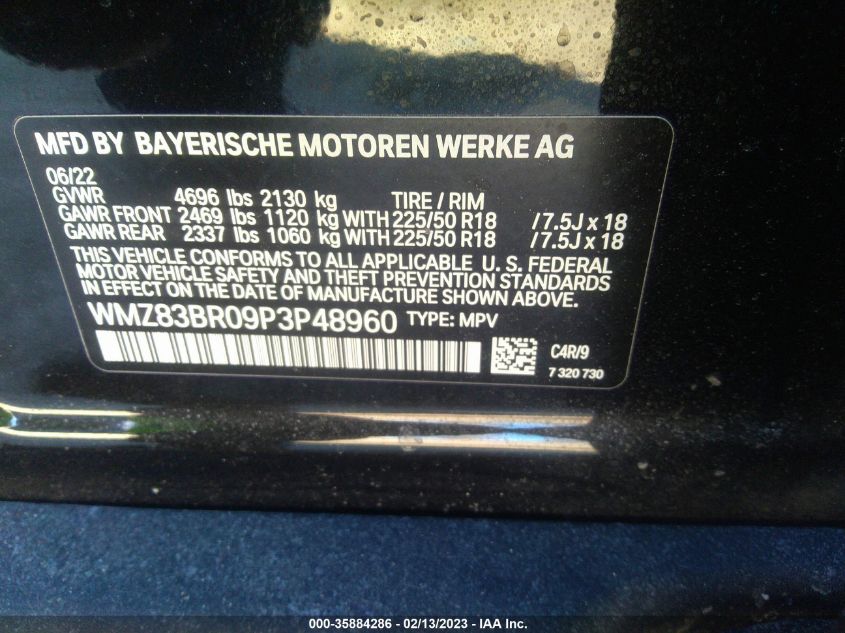 MFD BY BAYERISCHE MOTOREN WERKE AG
06/22
GVWR 4696 lbs 2130 kg TIRE / RIM
GAWR FRONT 2469 lbs 1120 kg WITH 225/50 R18 /7.5J x 18
GAWR REAR 2337 lbs 1060 kg WITH 225/50 R18 /7.5J x 18
THIS VEHICLE CONFORMS TO ALL APPLICABLE U. S. FEDERAL
MOTOR VEHICLE SAFETY AND THEFT PREVENTION STANDARDS
IN EFFECT ON THE DATE OF MANUFACTURE SHOWN ABOVE.
WMZ83BR09P3P48960 TYPE: MPV
C4R/9
7 320 730
000-35884286 - 02/13/2023 - IAA Inc.